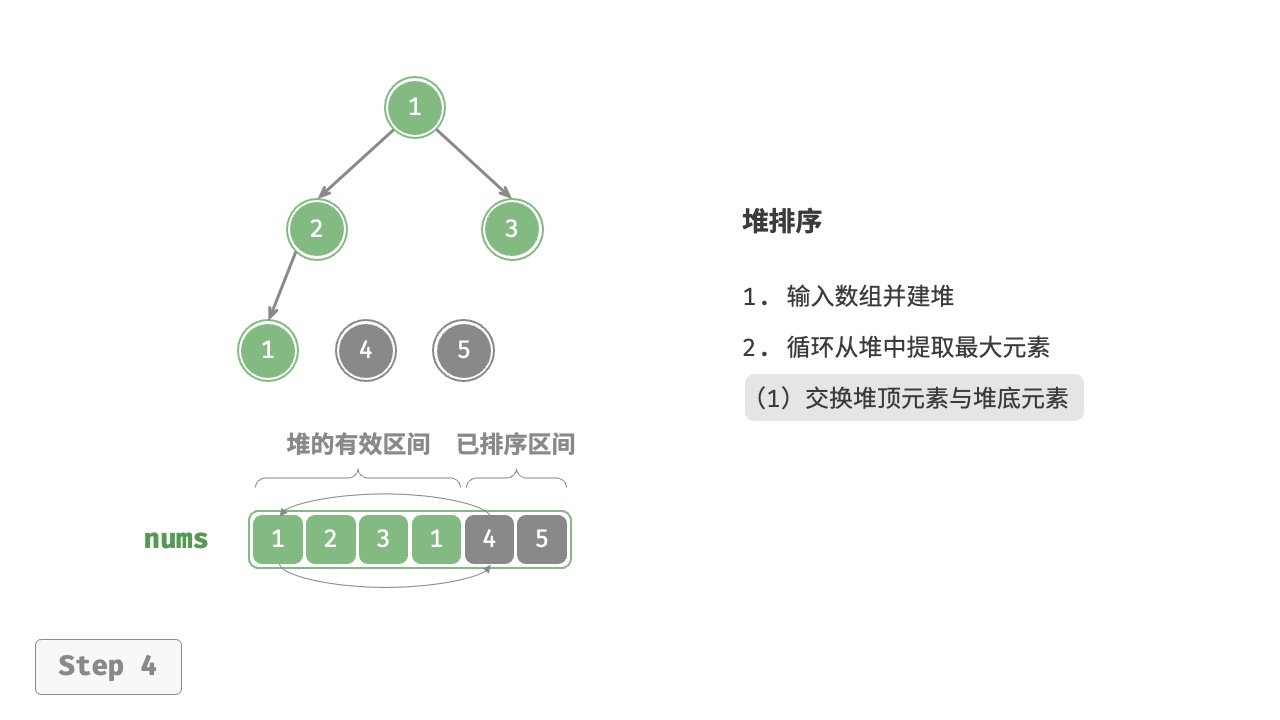 1
2 3
1 4 5
堆的有效区间 已排序区间
nums 1 2 3 1 4 5
堆排序
1. 输入数组并建堆
2. 循环从堆中提取最大元素
（1）交换堆顶元素与堆底元素
Step 4